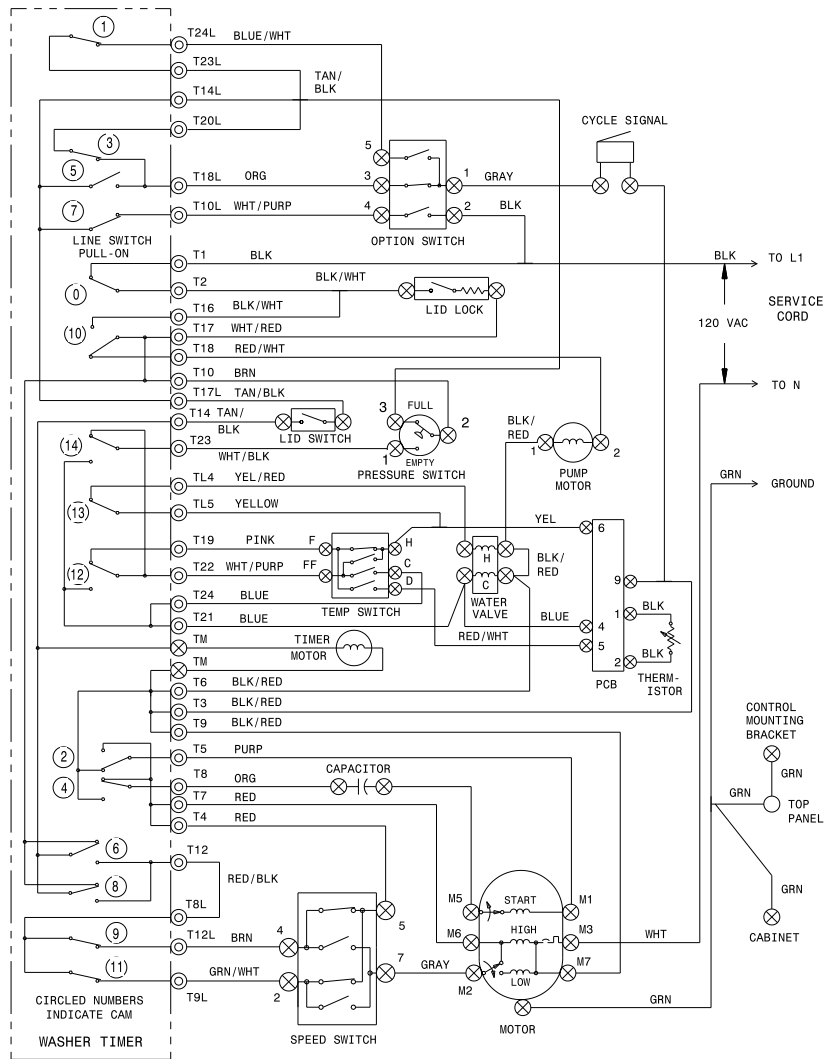 1
T24L BLUE/WHT
T23L
TAN/
BLK
T14L
T20L
CYCLE SIGNAL
3
5
5
T18L ORG
3
1
GRAY
7
T10L WHT/PURP
4
2
BLK
LINE SWITCH
PULL-ON
OPTION SWITCH
T1 BLK
BLK
TO L1
0
T2
BLK/WHT
LID LOCK
SERVICE
CORD
T16
BLK/WHT
10
T17
WHT/RED
120 VAC
T18
RED/WHT
T10 BRN
TO N
T17L TAN/BLK
T14 TAN/
BLK
LID SWITCH
3
FULL
2
1
EMPTY
PRESSURE SWITCH
14
T23
WHT/BLK
BLK/
RED
1
2
PUMP
MOTOR
GRN
GROUND
TL4 YEL/RED
13
TL5 YELLOW
YEL
6
T19 PINK
F
H
12
T22 WHT/PURP
FF
C
D
TEMP SWITCH
H
C
WATER
VALVE
BLK/
RED
9
T24 BLUE
1
BLK
T21 BLUE
BLUE
4
RED/WHT
5
BLK
2
PCB
THERM-
ISTOR
TM
TIMER
MOTOR
TM
T6 BLK/RED
T3 BLK/RED
T9 BLK/RED
CONTROL
MOUNTING
BRACKET
2
T5 PURP
GRN
4
T8 ORG
CAPACITOR
T7 RED
GRN
TOP
PANEL
T4 RED
6
T12
8
RED/BLK
GRN
T8L
CABINET
9
T12L BRN
4
5
M5
START
M1
M6
HIGH
M3
WHT
11
T9L
GRN/WHT
2
7
GRAY
M2
LOW
M7
GRN
CIRCLED NUMBERS
INDICATE CAM
WASHER TIMER
SPEED SWITCH
MOTOR